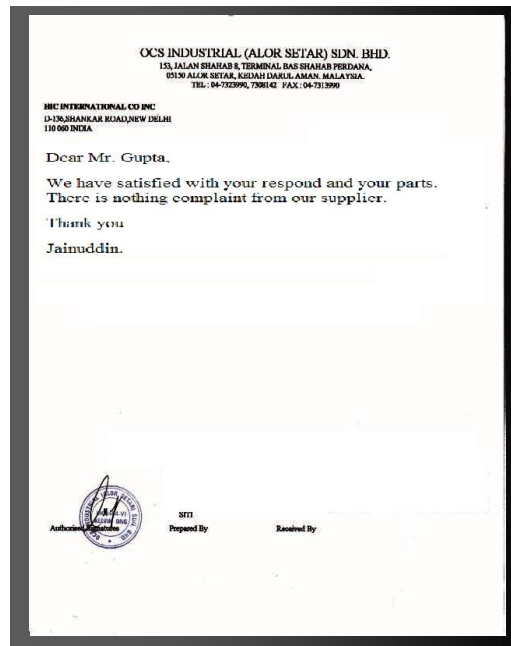 OCS INDUSTRIAL (ALOR SETAR) SDN. BHD.
153, JALAN SHAHAB 8, TERMINAL BAS SHAHAB PERDANA,
05150 ALOR SETAR, KEDAH DARUL AMAN. MALAYSIA.
TEL : 04-7323990, 7308142 FAX : 04-7313990
HIC INTERNATIONAL CO INC
D-136,SHANKAR ROAD,NEW DELHI
110 060 INDIA
Dear Mr. Gupta,
We have satisfied with your respond and your parts.
There is nothing complaint from our supplier.
Thank you
Jainuddin.
SITI
Authorised Signatures Prepared By Received By